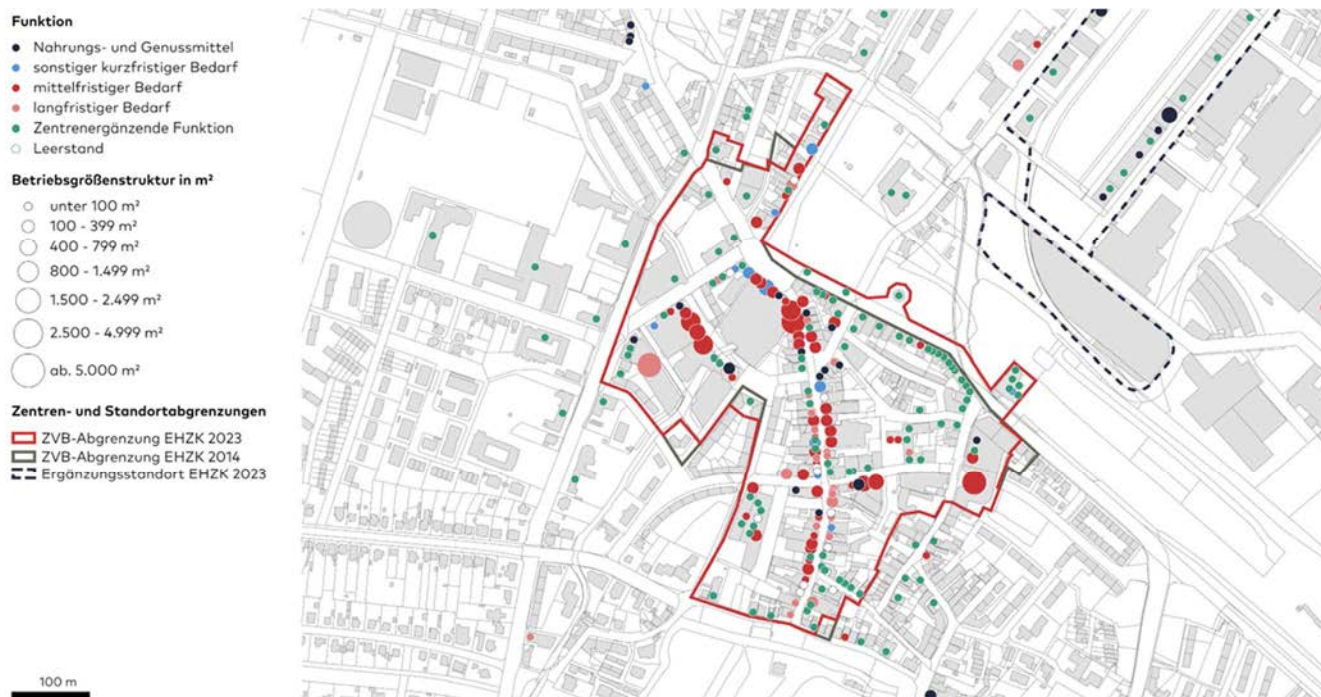 Funktion
Nahrungs- und Genussmittel
sonstiger kurzfristiger Bedarf
mittelfristiger Bedarf
langfristiger Bedarf
Zentrenergänzende Funktion
Leerstand
Betriebsgrößenstruktur in m²
unter 100 m²
100 - 399 m²
400 - 799 m²
800 - 1.499 m²
1.500 - 2.499 m²
2.500 - 4.999 m²
ab. 5.000 m²
Zentren- und Standortabgrenzungen
ZVB-Abgrenzung EHZK 2023
ZVB-Abgrenzung EHZK 2014
Ergänzungsstandort EHZK 2023
100 m